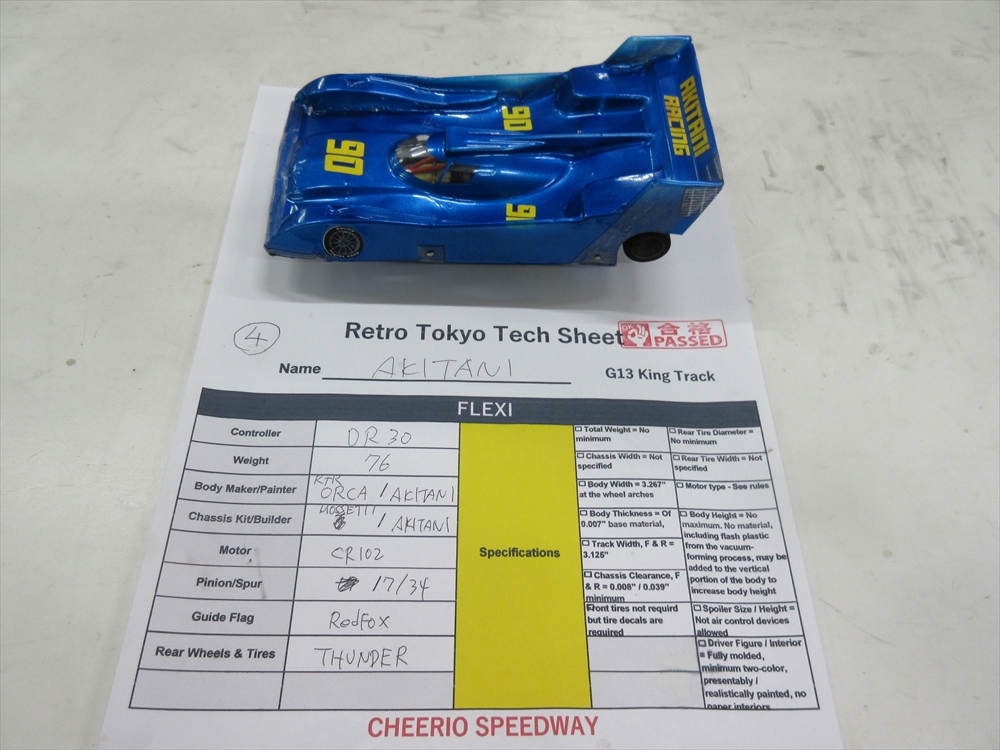 AKITANI
RACING
90
90
16
4
Retro Tokyo Tech Sheet
合格
PASSED
Name AKITANI
G13 King Track
FLEXI
Controller DR30
Weight 76
Body Maker/Painter RTR ORCA / AKITANI
Chassis Kit/Builder MOSSETTI / AKITANI
Motor CR102
Pinion/Spur 17/34
Guide Flag RedFox
Rear Wheels & Tires THUNDER
Specifications
☐ Total Weight = No
minimum
☐ Chassis Width = Not
specified
☐ Body Width = 3.267"
at the wheel arches
☐ Body Thickness = Of
0.007" base material,
☐ Track Width, F & R =
3.125"
☐ Chassis Clearance, F
& R = 0.008" / 0.039"
minimum
Front tires not requird
but tire decals are
required
☐ Rear Tire Diameter =
No minimum
☐ Rear Tire Width = Not
specified
☐ Motor type - See rules
☐ Body Height = No
maximum. No material,
including flash plastic
from the vacuum-
forming process, may be
added to the vertical
portion of the body to
increase body height
☐ Spoiler Size / Height =
Not air control devices
allowed
☐ Driver Figure / Interior
= Fully molded,
minimum two-color,
presentably /
realistically painted, no
paper interiors
CHEERIO SPEEDWAY